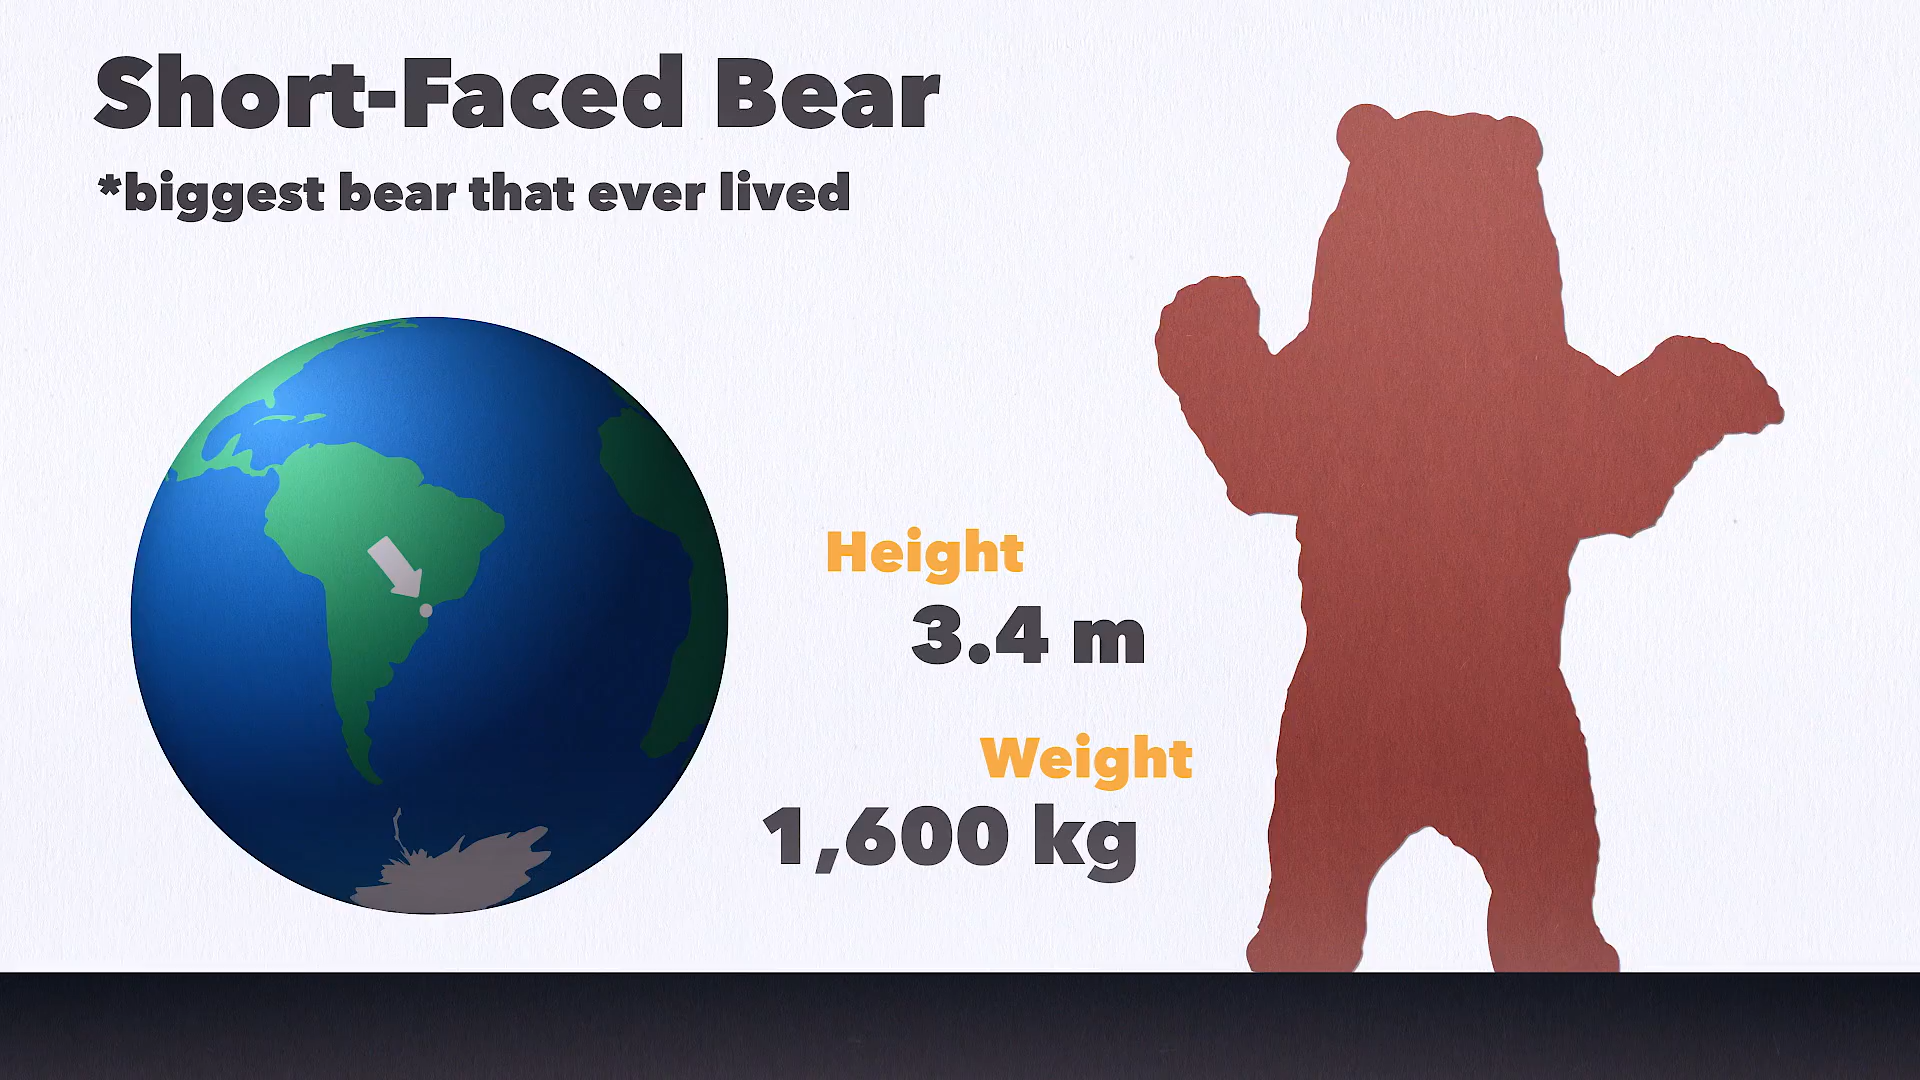 Short-Faced Bear
*biggest bear that ever lived
Height
3.4 m
Weight
1,600 kg